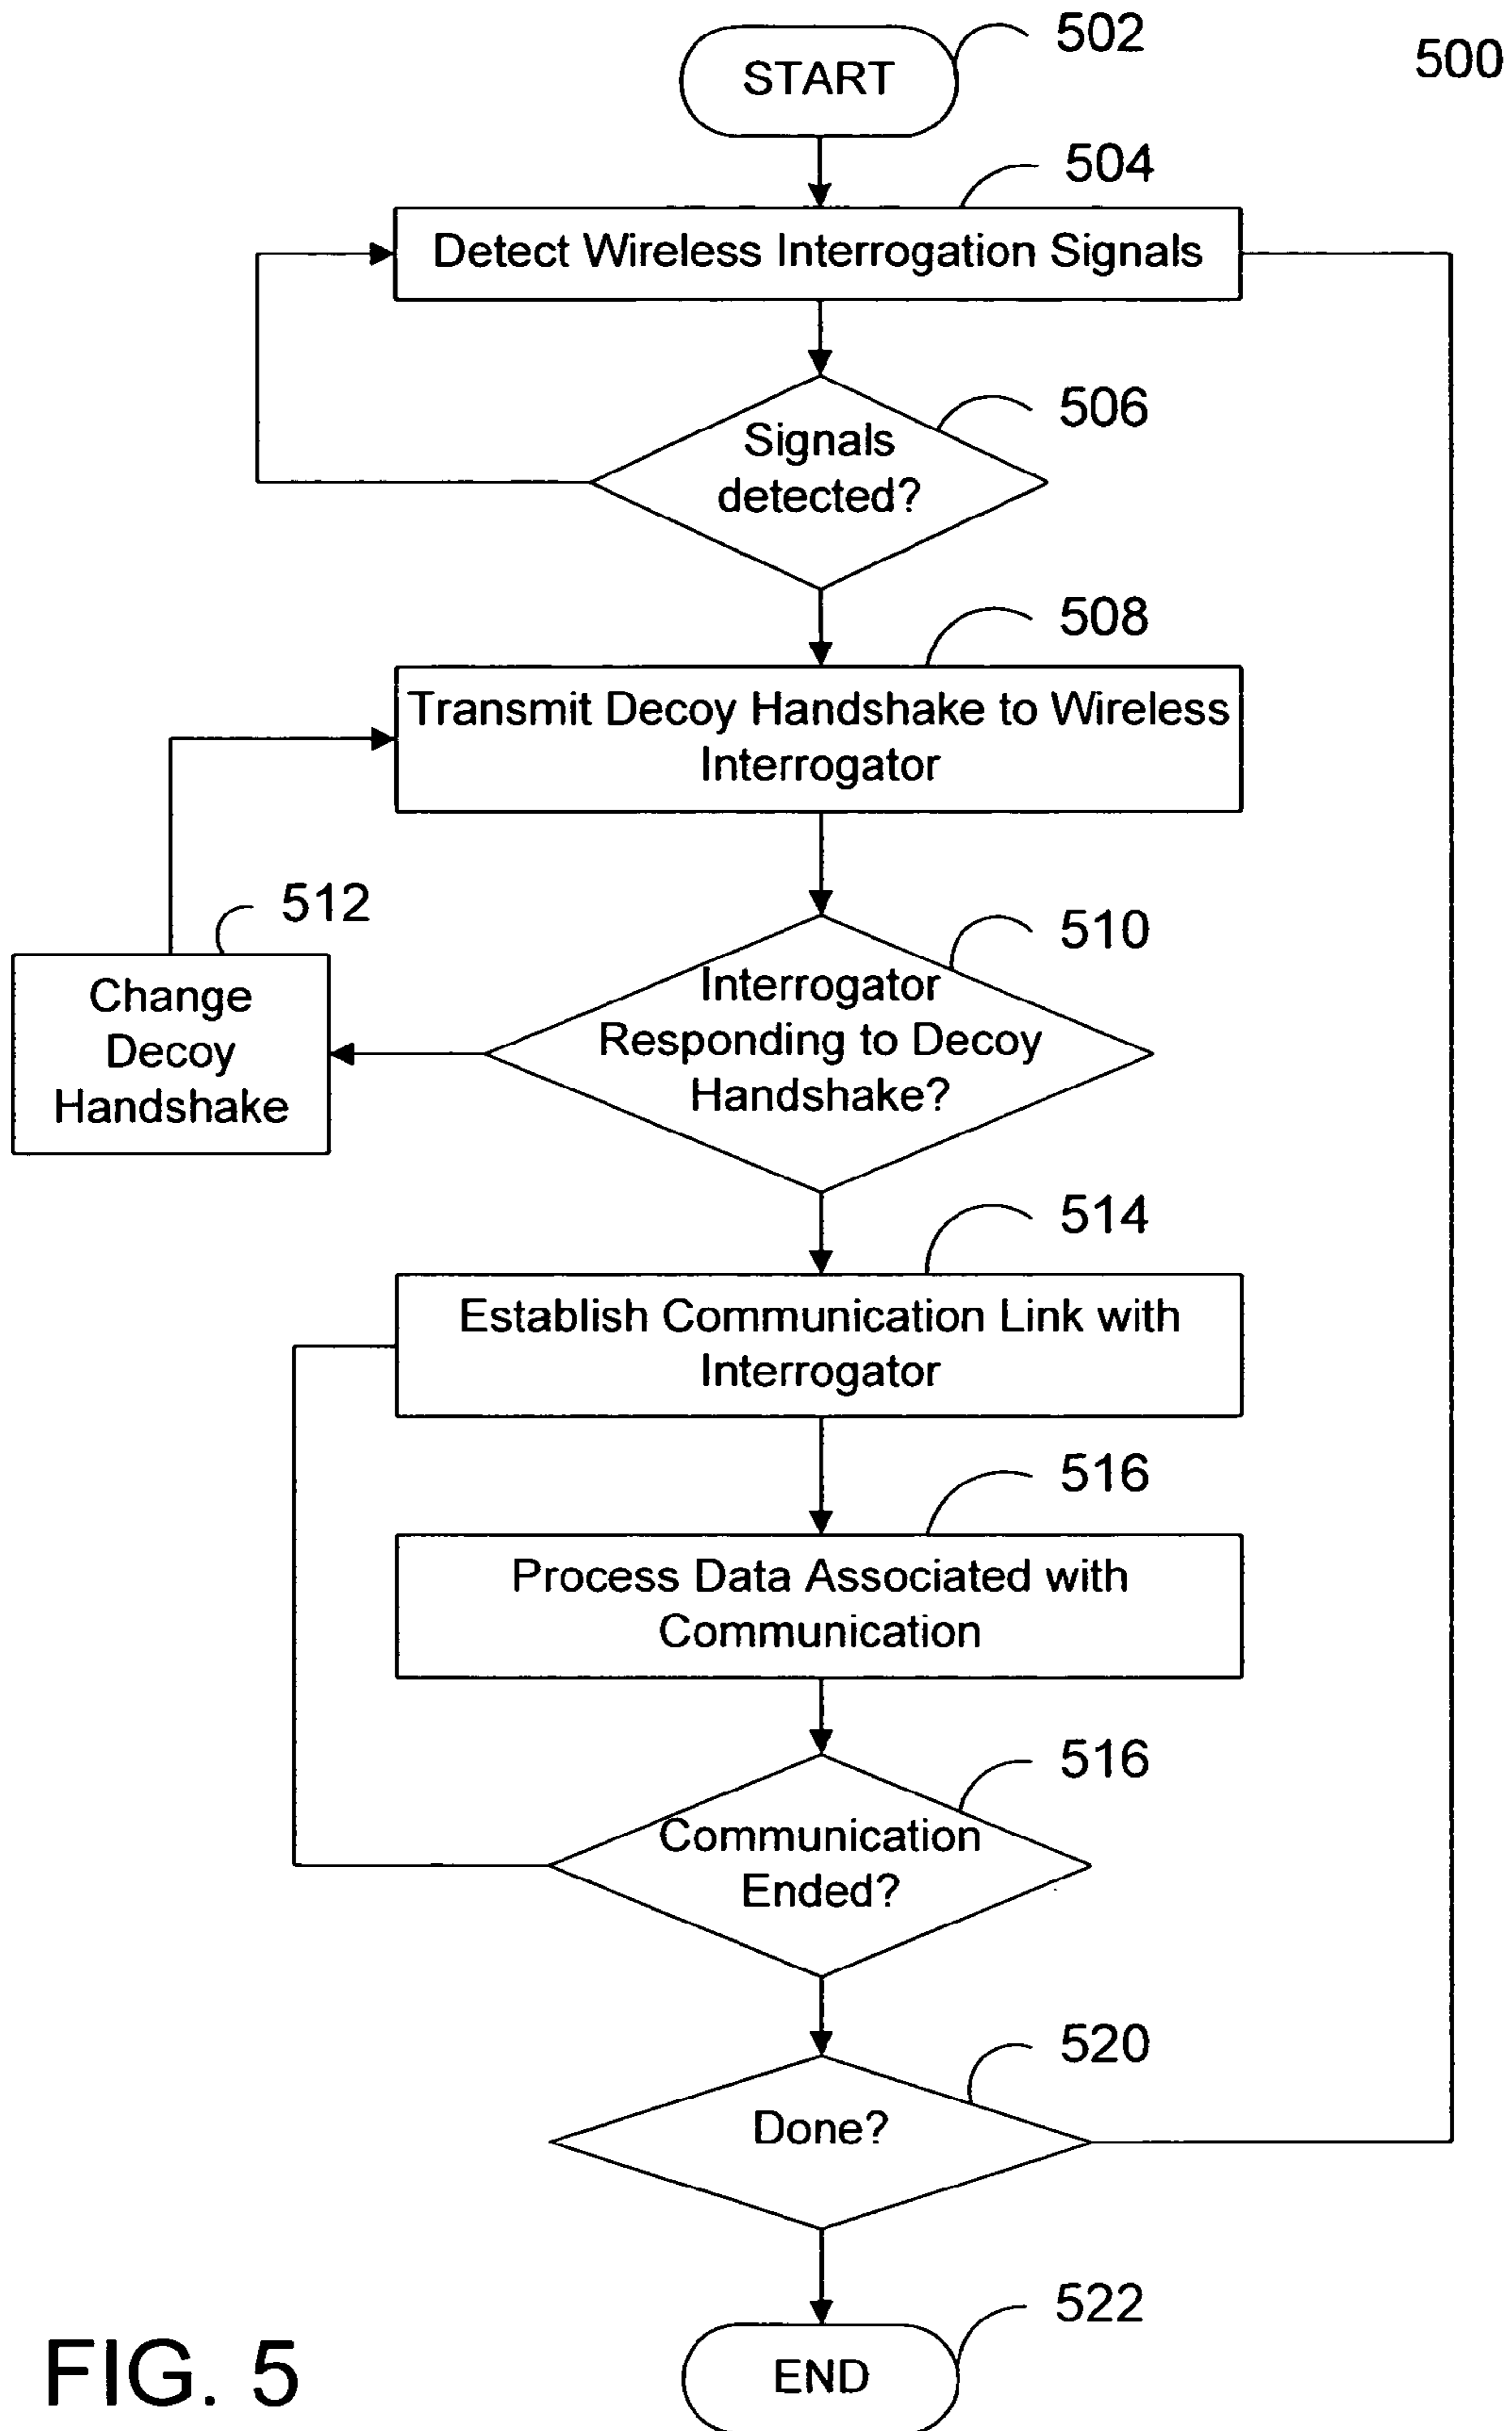 502
500
START
504
Detect Wireless Interrogation Signals
506
Signals
detected?
508
Transmit Decoy Handshake to Wireless
Interrogator
512
510
Change
Decoy
Handshake
Interrogator
Responding to Decoy
Handshake?
514
Establish Communication Link with
Interrogator
516
Process Data Associated with
Communication
516
Communication
Ended?
520
Done?
522
END
FIG. 5